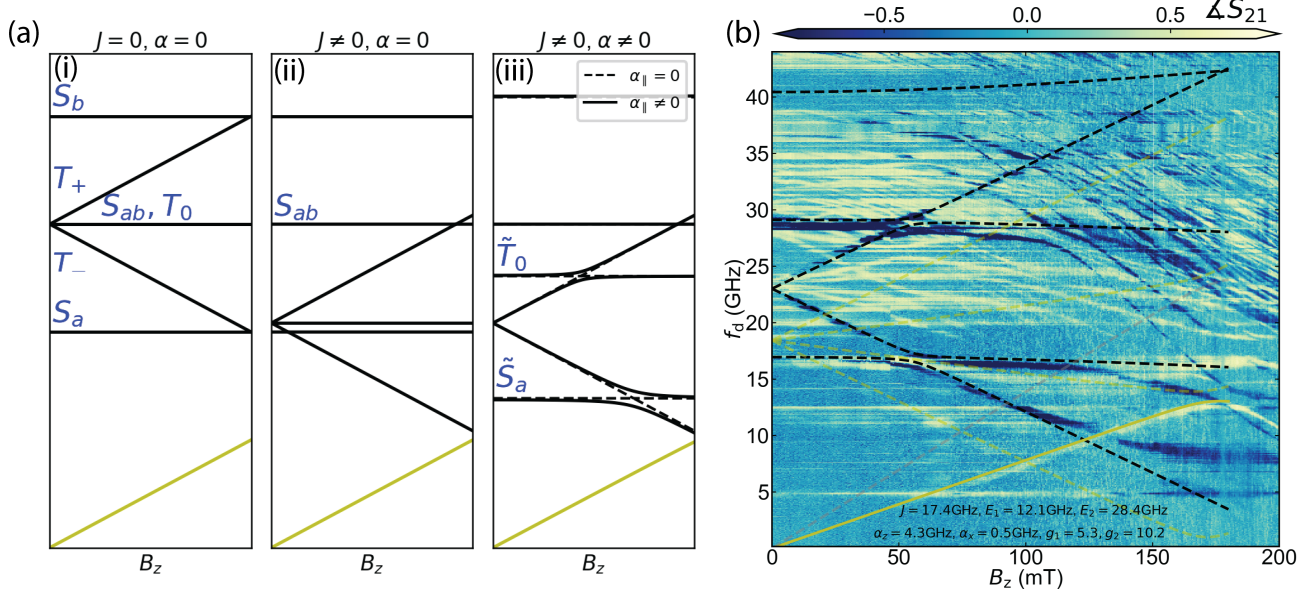 (a)
J = 0, α = 0
J ≠ 0, α = 0
J ≠ 0, α ≠ 0
(i)
(ii)
(iii)
α∥ = 0
α∥ ≠ 0
S_b
T_+
S_ab, T_0
T_−
S_a
S_ab
T̃_0
S̃_a
B_z
B_z
B_z
(b)
−0.5
0.0
0.5
∡S_21
40
35
30
25
20
15
10
5
f_d (GHz)
J = 17.4GHz, E_1 = 12.1GHz, E_2 = 28.4GHz
α_z = 4.3GHz, α_x = 0.5GHz, g_1 = 5.3, g_2 = 10.2
0
50
100
150
200
B_z (mT)